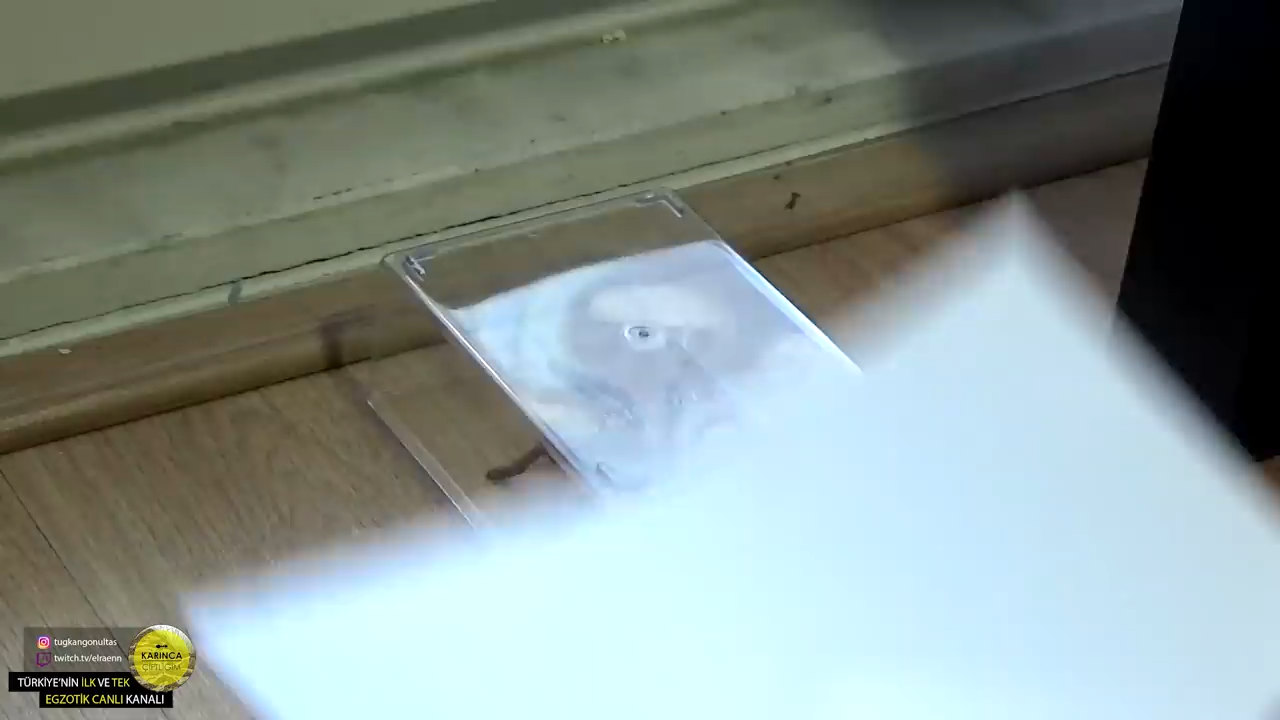 tugkangonultas
twitch.tv/elraenn
KARINCA
ÇİFTLİĞİM
TÜRKİYE'NİN İLK VE TEK
EGZOTİK CANLI KANALI